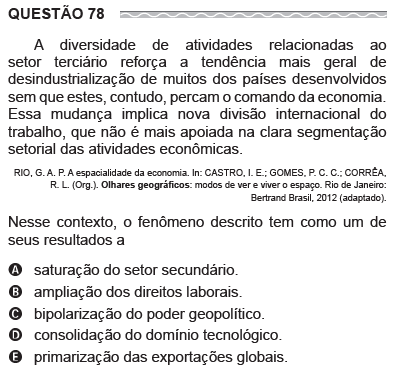 QUESTÃO 78
A diversidade de atividades relacionadas ao
setor terciário reforça a tendência mais geral de
desindustrialização de muitos dos países desenvolvidos
sem que estes, contudo, percam o comando da economia.
Essa mudança implica nova divisão internacional do
trabalho, que não é mais apoiada na clara segmentação
setorial das atividades econômicas.
RIO, G. A. P. A espacialidade da economia. In: CASTRO, I. E.; GOMES, P. C. C.; CORRÊA,
R. L. (Org.). Olhares geográficos: modos de ver e viver o espaço. Rio de Janeiro:
Bertrand Brasil, 2012 (adaptado).
Nesse contexto, o fenômeno descrito tem como um de
seus resultados a
A saturação do setor secundário.
B ampliação dos direitos laborais.
C bipolarização do poder geopolítico.
D consolidação do domínio tecnológico.
E primarização das exportações globais.